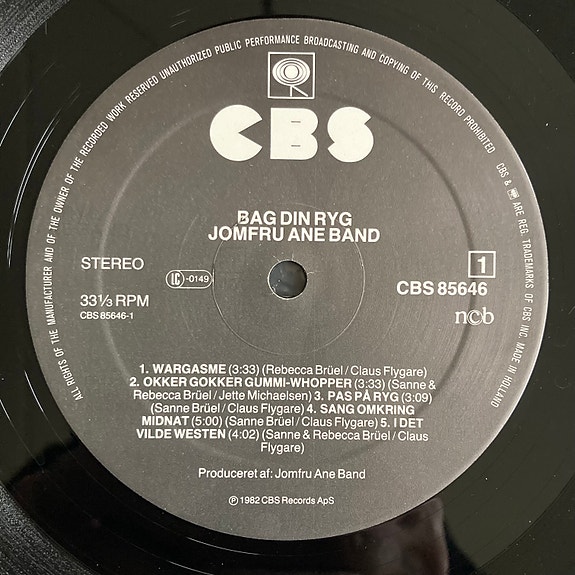 ALL RIGHTS OF THE MANUFACTURER AND OF THE OWNER OF THE RECORDED WORK RESERVED UNAUTHORIZED PUBLIC PERFORMANCE BROADCASTING AND COPYING OF THIS RECORD PROHIBITED
CBS & ARE REG. TRADEMARKS OF CBS INC. MADE IN HOLLAND
CBS
BAG DIN RYG
JOMFRU ANE BAND
STEREO
LC-0149
1
33⅓ RPM
CBS 85646
CBS 85646-1
ncb
1. WARGASME (3:33) (Rebecca Brüel / Claus Flygare)
2. OKKER GOKKER GUMMI-WHOPPER (3:33) (Sanne &
Rebecca Brüel / Jette Michaelsen) 3. PAS PÅ RYG (3:09)
(Sanne Brüel / Claus Flygare) 4. SANG OMKRING
MIDNAT (5:00) (Sanne Brüel / Claus Flygare) 5. I DET
VILDE WESTEN (4:02) (Sanne & Rebecca Brüel / Claus
Flygare)
Produceret af: Jomfru Ane Band
℗ 1982 CBS Records ApS